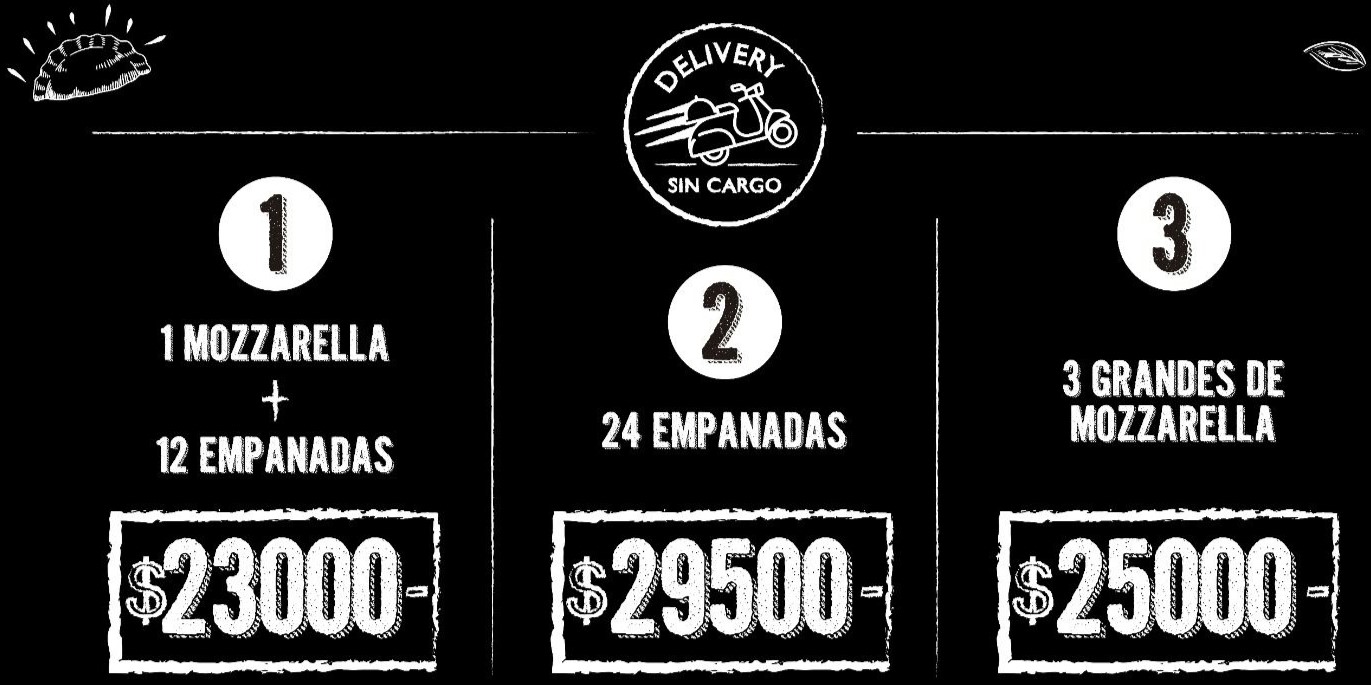 DELIVERY
SIN CARGO
1
1 MOZZARELLA
+
12 EMPANADAS
$23000-
2
24 EMPANADAS
$29500-
3
3 GRANDES DE
MOZZARELLA
$25000-